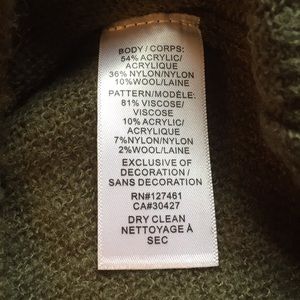 BODY / CORPS:
54% ACRYLIC/
ACRYLIQUE
36% NYLON/NYLON
10% WOOL/LAINE
PATTERN/MODÈLE:
81% VISCOSE/
VISCOSE
10% ACRYLIC/
ACRYLIQUE
7% NYLON/NYLON
2% WOOL/LAINE
EXCLUSIVE OF
DECORATION /
SANS DECORATION
RN#127461
CA#30427
DRY CLEAN
NETTOYAGE À
SEC